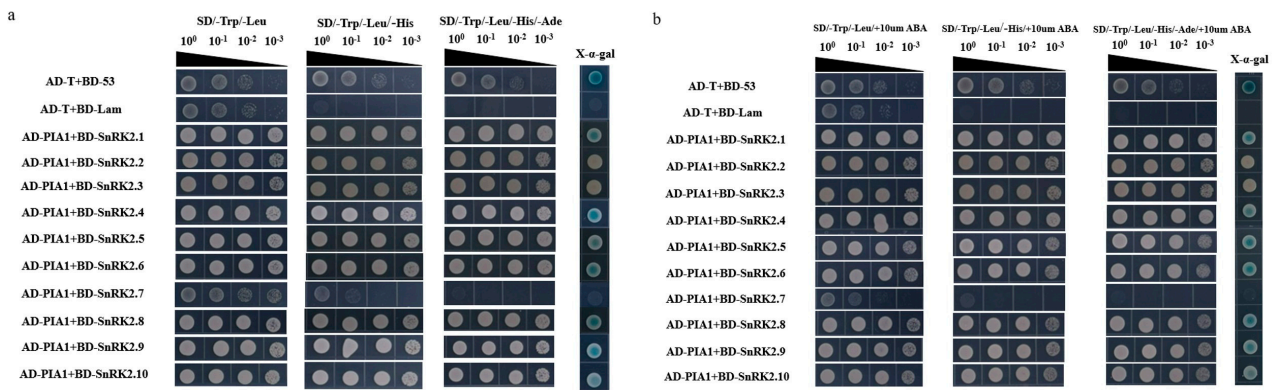 a
SD/-Trp/-Leu
SD/-Trp/-Leu/-His
SD/-Trp/-Leu/-His/-Ade
10⁰ 10⁻¹ 10⁻² 10⁻³
10⁰ 10⁻¹ 10⁻² 10⁻³
10⁰ 10⁻¹ 10⁻² 10⁻³
X-α-gal
AD-T+BD-53
AD-T+BD-Lam
AD-PIA1+BD-SnRK2.1
AD-PIA1+BD-SnRK2.2
AD-PIA1+BD-SnRK2.3
AD-PIA1+BD-SnRK2.4
AD-PIA1+BD-SnRK2.5
AD-PIA1+BD-SnRK2.6
AD-PIA1+BD-SnRK2.7
AD-PIA1+BD-SnRK2.8
AD-PIA1+BD-SnRK2.9
AD-PIA1+BD-SnRK2.10
b
SD/-Trp/-Leu/+10um ABA
SD/-Trp/-Leu/-His/+10um ABA
SD/-Trp/-Leu/-His/-Ade/+10um ABA
10⁰ 10⁻¹ 10⁻² 10⁻³
10⁰ 10⁻¹ 10⁻² 10⁻³
10⁰ 10⁻¹ 10⁻² 10⁻³
X-α-gal
AD-T+BD-53
AD-T+BD-Lam
AD-PIA1+BD-SnRK2.1
AD-PIA1+BD-SnRK2.2
AD-PIA1+BD-SnRK2.3
AD-PIA1+BD-SnRK2.4
AD-PIA1+BD-SnRK2.5
AD-PIA1+BD-SnRK2.6
AD-PIA1+BD-SnRK2.7
AD-PIA1+BD-SnRK2.8
AD-PIA1+BD-SnRK2.9
AD-PIA1+BD-SnRK2.10